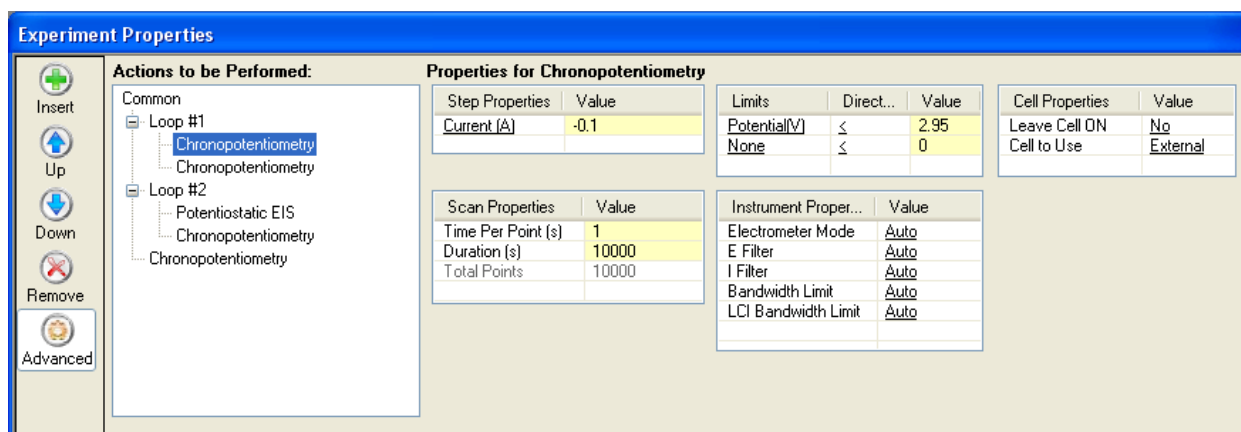 Experiment Properties
Insert
Up
Down
Remove
Advanced
Actions to be Performed:
Common
Loop #1
Chronopotentiometry
Chronopotentiometry
Loop #2
Potentiostatic EIS
Chronopotentiometry
Chronopotentiometry
Properties for Chronopotentiometry
Step Properties Value
Current (A) -0.1
Limits Direct... Value
Potential(V) < 2.95
None < 0
Cell Properties Value
Leave Cell ON No
Cell to Use External
Scan Properties Value
Time Per Point (s) 1
Duration (s) 10000
Total Points 10000
Instrument Proper... Value
Electrometer Mode Auto
E Filter Auto
I Filter Auto
Bandwidth Limit Auto
LCI Bandwidth Limit Auto